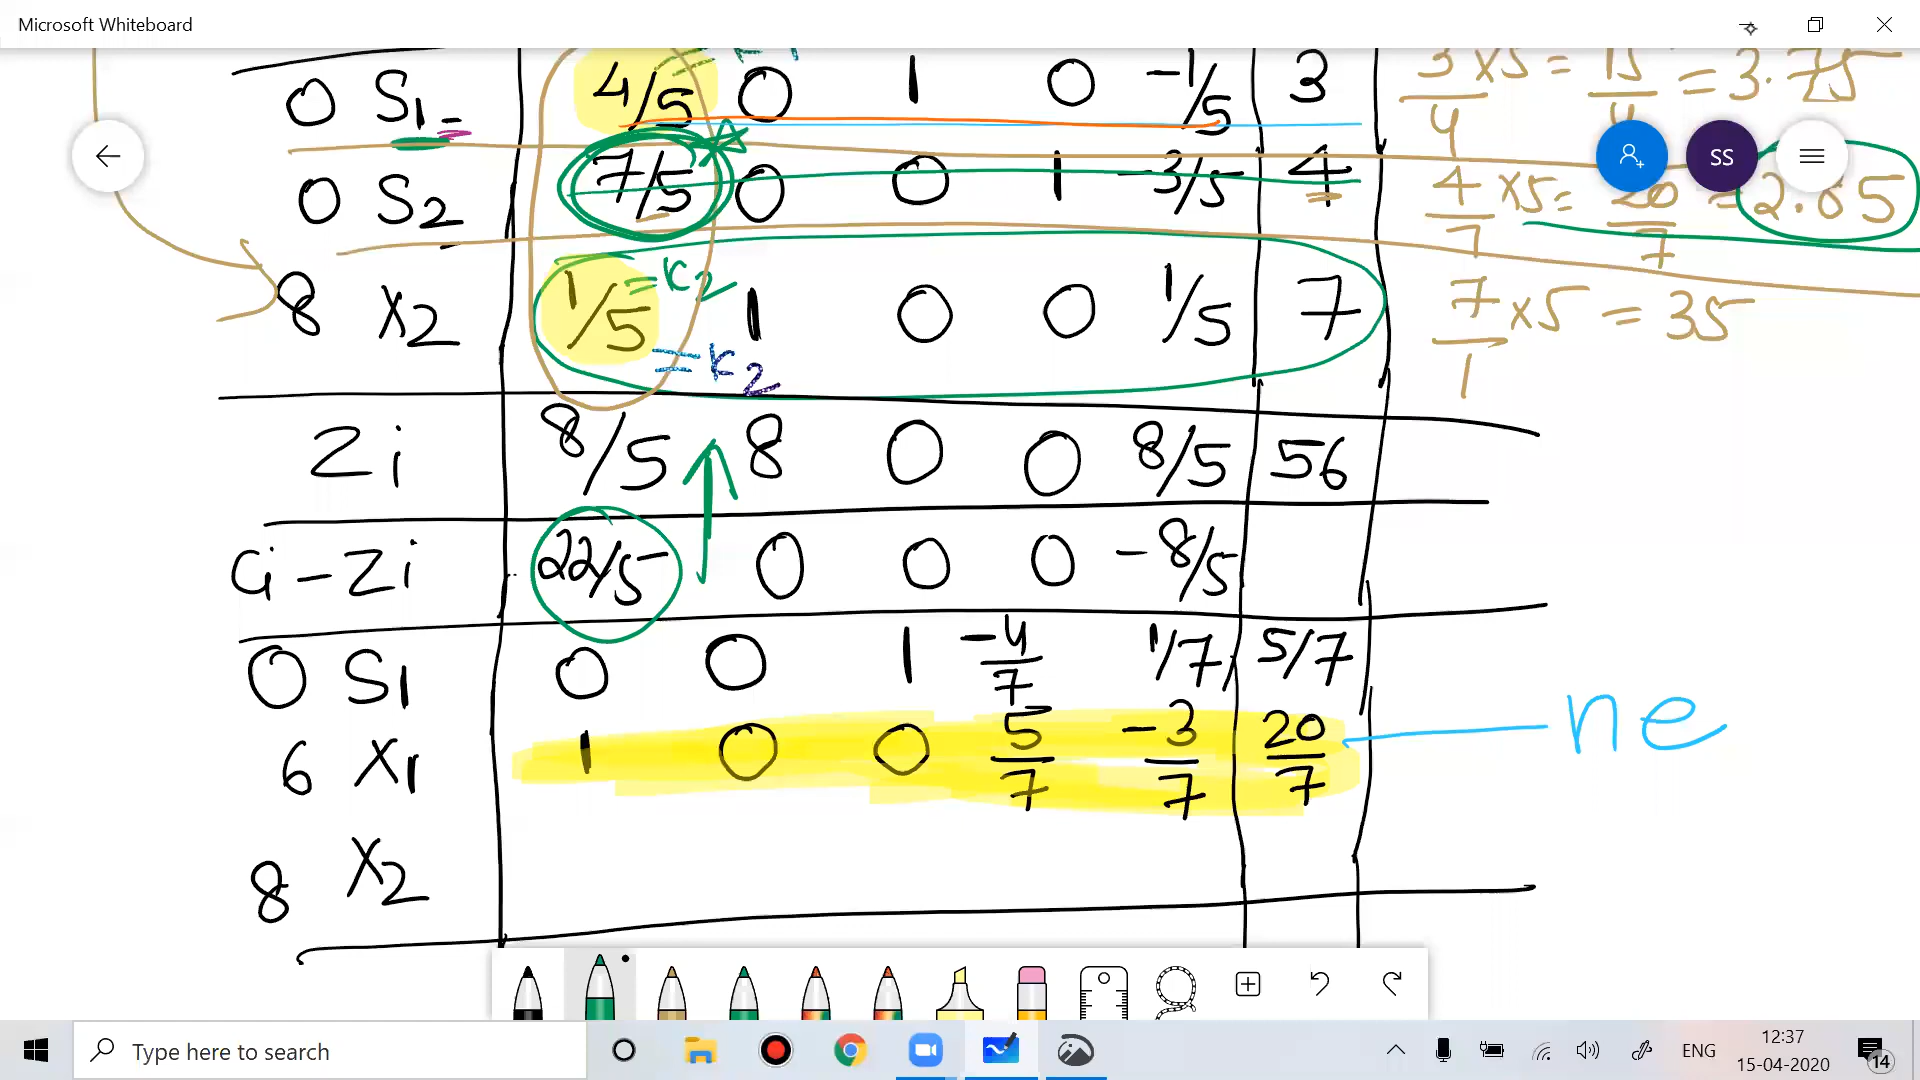 Microsoft Whiteboard
0 S1 4/5 0 1 0 -1/5 3
3/4 ×5 = 15/4 = 3.75
SS
0 S2 7/5 0 0 1 -3/5 4
4/7 ×5 = 20/7 = 2.85
8 X2 1/5 = K2 1 0 0 1/5 7
7/1 ×5 = 35
= K2
Zi 8/5 8 0 0 8/5 56
Ci - Zi 22/5 0 0 0 -8/5
0 S1 0 0 1 -4/7 1/7 5/7
6 X1 1 0 0 5/7 -3/7 20/7 ne
8 X2
Type here to search
ENG
12:37
15-04-2020
14